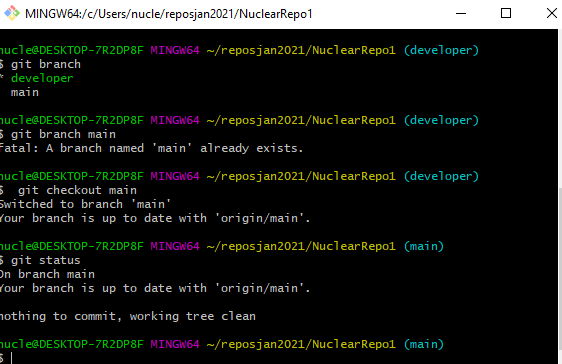 MINGW64:/c/Users/nucle/reposjan2021/NuclearRepo1
nucle@DESKTOP-7R2DP8F MINGW64 ~/reposjan2021/NuclearRepo1 (developer)
$ git branch
* developer
  main
nucle@DESKTOP-7R2DP8F MINGW64 ~/reposjan2021/NuclearRepo1 (developer)
$ git branch main
fatal: A branch named 'main' already exists.
nucle@DESKTOP-7R2DP8F MINGW64 ~/reposjan2021/NuclearRepo1 (developer)
$  git checkout main
Switched to branch 'main'
Your branch is up to date with 'origin/main'.
nucle@DESKTOP-7R2DP8F MINGW64 ~/reposjan2021/NuclearRepo1 (main)
$ git status
On branch main
Your branch is up to date with 'origin/main'.
nothing to commit, working tree clean
nucle@DESKTOP-7R2DP8F MINGW64 ~/reposjan2021/NuclearRepo1 (main)
$